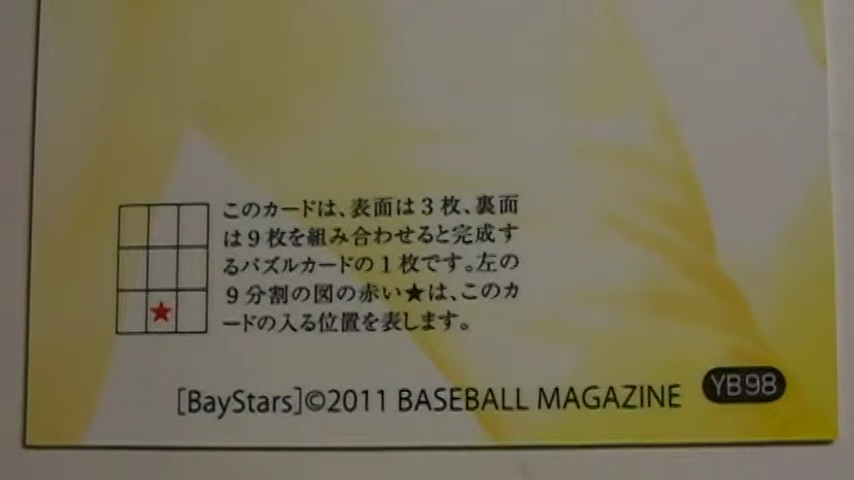 このカードは、表面は3枚、裏面
は9枚を組み合わせると完成す
るパズルカードの1枚です。左の
9分割の図の赤い★は、このカ
ードの入る位置を表します。
[BayStars]©2011 BASEBALL MAGAZINE
YB98